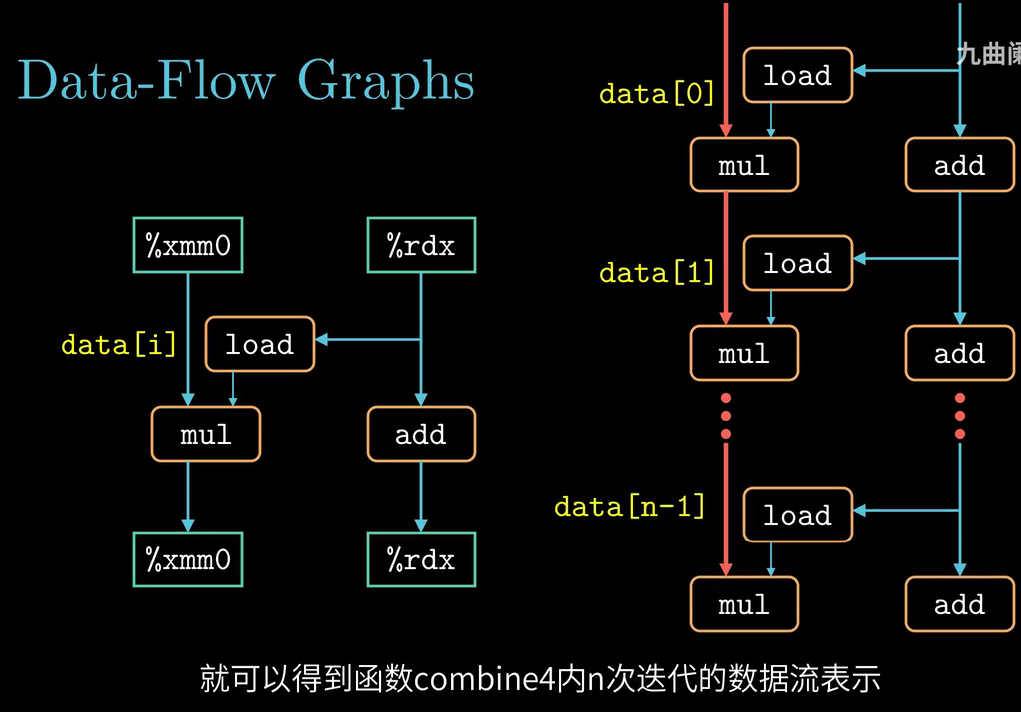 Data-Flow Graphs
%xmm0
%rdx
data[i]
load
mul
add
%xmm0
%rdx
九曲阑
load
data[0]
mul
add
load
data[1]
mul
add
load
data[n-1]
mul
add
就可以得到函数combine4内n次迭代的数据流表示